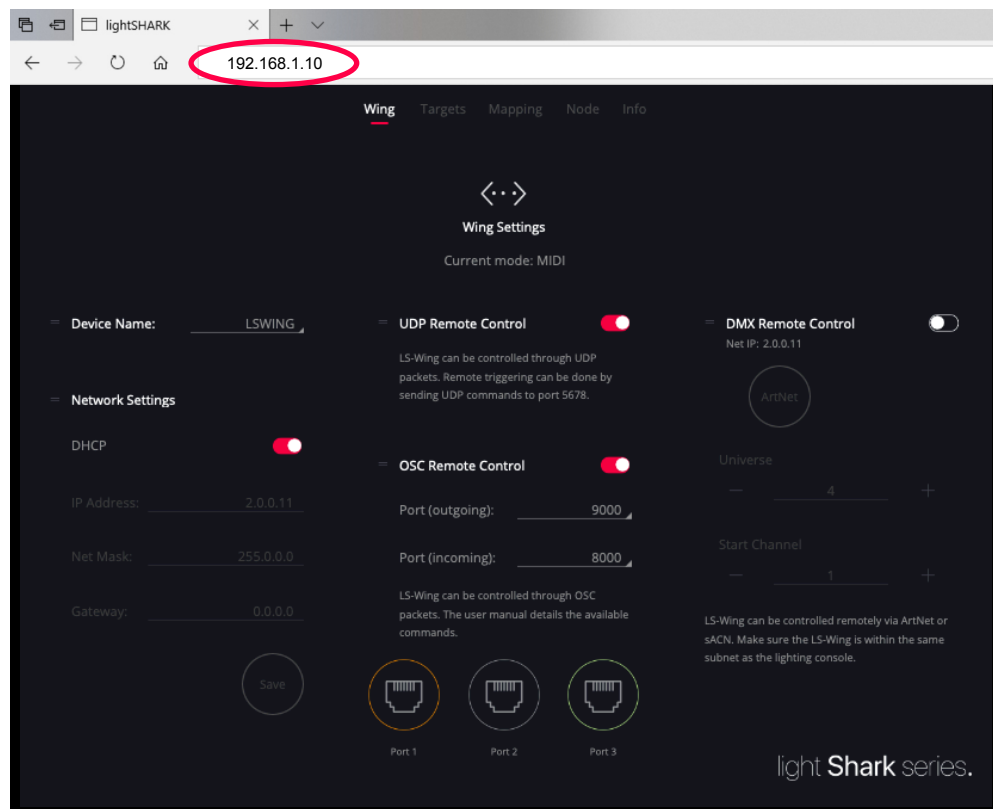 lightSHARK
192.168.1.10
Wing Targets Mapping Node Info
Wing Settings
Current mode: MIDI
Device Name: LSWING
Network Settings
DHCP
IP Address: 2.0.0.11
Net Mask: 255.0.0.0
Gateway: 0.0.0.0
Save
UDP Remote Control
LS-Wing can be controlled through UDP
packets. Remote triggering can be done by
sending UDP commands to port 5678.
OSC Remote Control
Port (outgoing): 9000
Port (incoming): 8000
LS-Wing can be controlled through OSC
packets. The user manual details the available
commands.
Port 1 Port 2 Port 3
DMX Remote Control
Net IP: 2.0.0.11
ArtNet
Universe
4
Start Channel
1
LS-Wing can be controlled remotely via ArtNet or
sACN. Make sure the LS-Wing is within the same
subnet as the lighting console.
light Shark series.